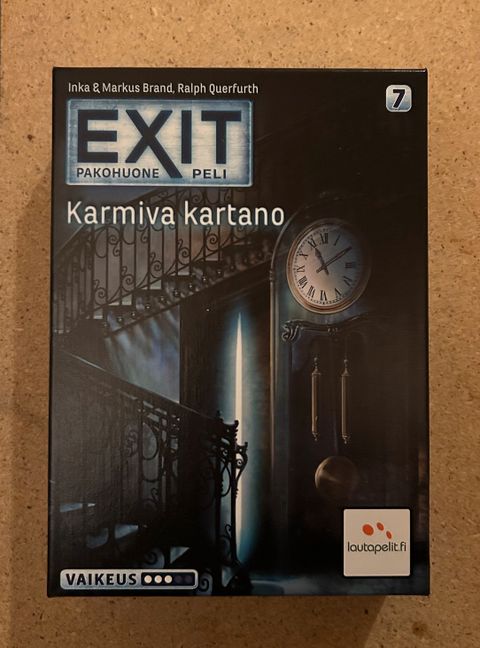 Inka & Markus Brand, Ralph Querfurth
7
EXIT
PAKOHUONE PELI
Karmiva kartano
lautapelit.fi
VAIKEUS